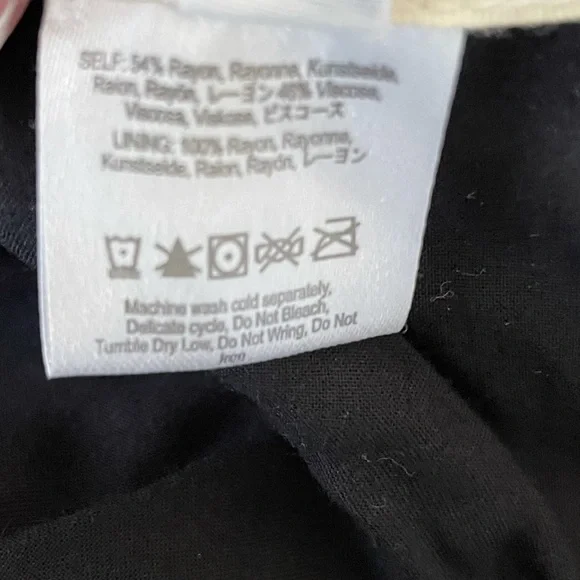 SELF: 54% Rayon, Rayonne, Kunstseide,
Raion, Rayón, レーヨン 46% Viscose,
Viscosa, Viskose, ビスコース
LINING: 100% Rayon, Rayonne,
Kunstseide, Raion, Rayón, レーヨン
Machine wash cold separately,
Delicate cycle, Do Not Bleach,
Tumble Dry Low, Do Not Wring, Do Not
Iron